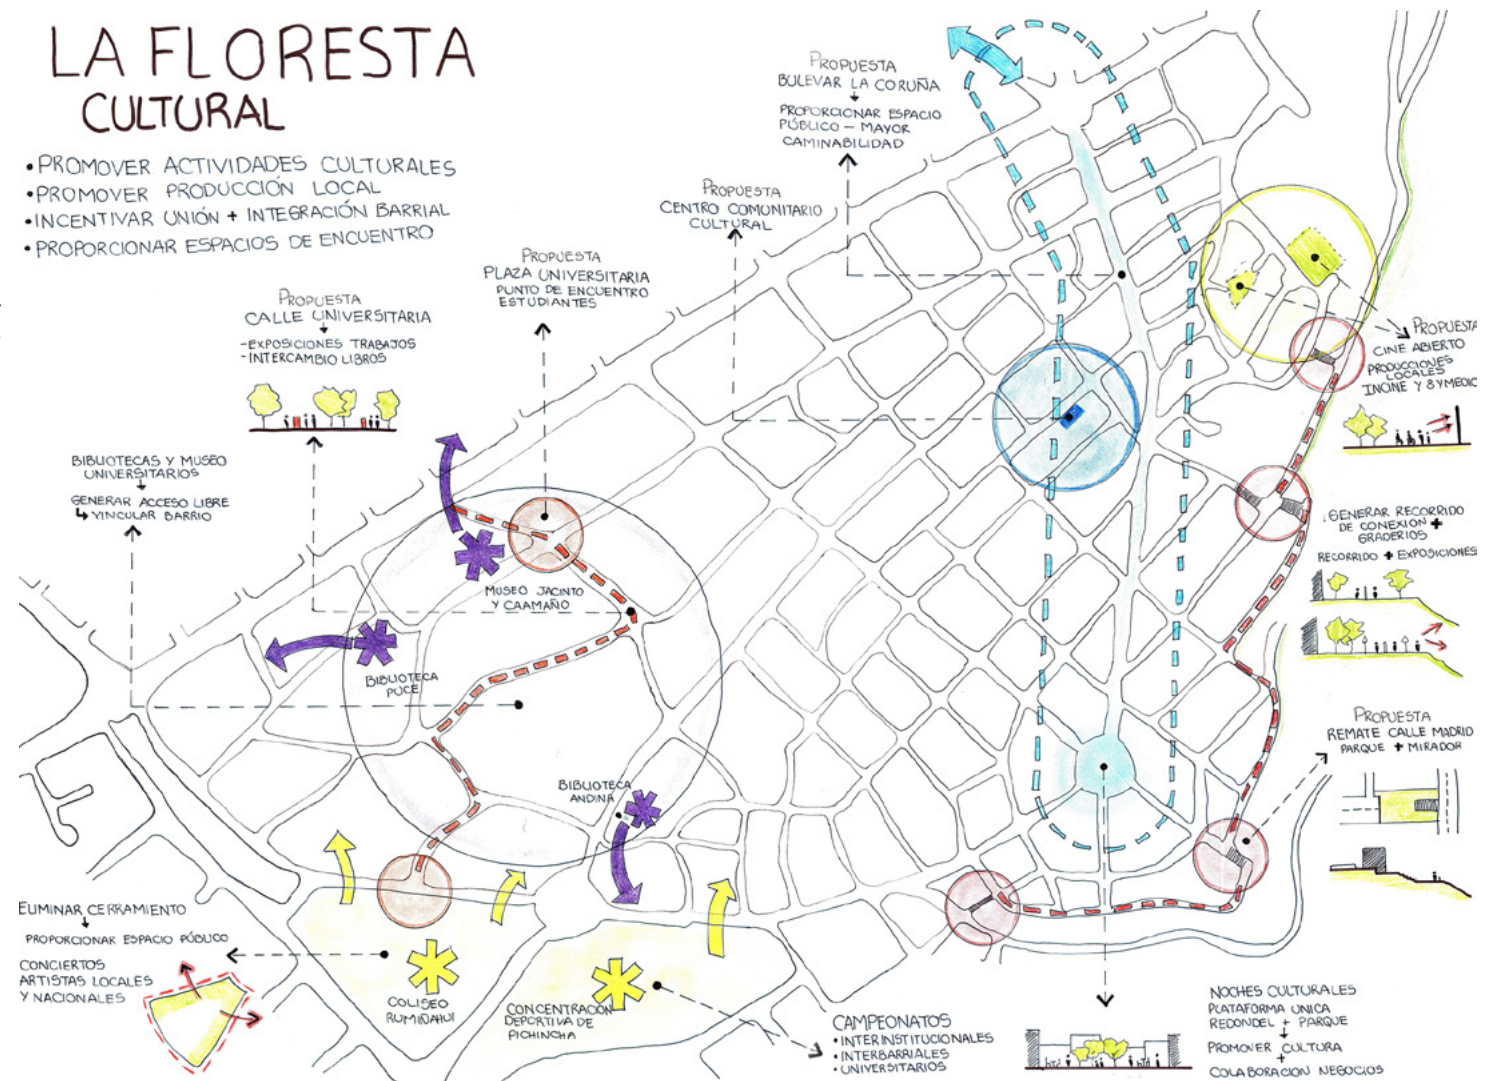 LA FLORESTA
CULTURAL
•PROMOVER ACTIVIDADES CULTURALES
•PROMOVER PRODUCCIÓN LOCAL
•INCENTIVAR UNIÓN + INTEGRACIÓN BARRIAL
•PROPORCIONAR ESPACIOS DE ENCUENTRO
PROPUESTA
BULEVAR LA CORUÑA
PROPORCIONAR ESPACIO
PÚBLICO – MAYOR
CAMINABILIDAD
PROPUESTA
CENTRO COMUNITARIO
CULTURAL
PROPUESTA
PLAZA UNIVERSITARIA
PUNTO DE ENCUENTRO
ESTUDIANTES
PROPUESTA
CALLE UNIVERSITARIA
-EXPOSICIONES TRABAJOS
-INTERCAMBIO LIBROS
BIBLIOTECAS Y MUSEO
UNIVERSITARIOS
GENERAR ACCESO LIBRE
VINCULAR BARRIO
PROPUESTA
CINE ABIERTO
PRODUCCIONES
LOCALES
INCINE Y 8YMEDIO
GENERAR RECORRIDO
DE CONEXIÓN +
GRADERIOS
RECORRIDO + EXPOSICIONES
MUSEO JACINTO
Y CAAMAÑO
BIBLIOTECA
PUCE
BIBLIOTECA
ANDINA
PROPUESTA
REMATE CALLE MADRID
PARQUE + MIRADOR
ELIMINAR CERRAMIENTO
PROPORCIONAR ESPACIO PÚBLICO
CONCIERTOS
ARTISTAS LOCALES
Y NACIONALES
COLISEO
RUMIÑAHUI
CONCENTRACIÓN
DEPORTIVA DE
PICHINCHA
CAMPEONATOS
•INTERINSTITUCIONALES
•INTERBARRIALES
•UNIVERSITARIOS
NOCHES CULTURALES
PLATAFORMA UNICA
REDONDEL + PARQUE
PROMOVER CULTURA
+
COLABORACION NEGOCIOS